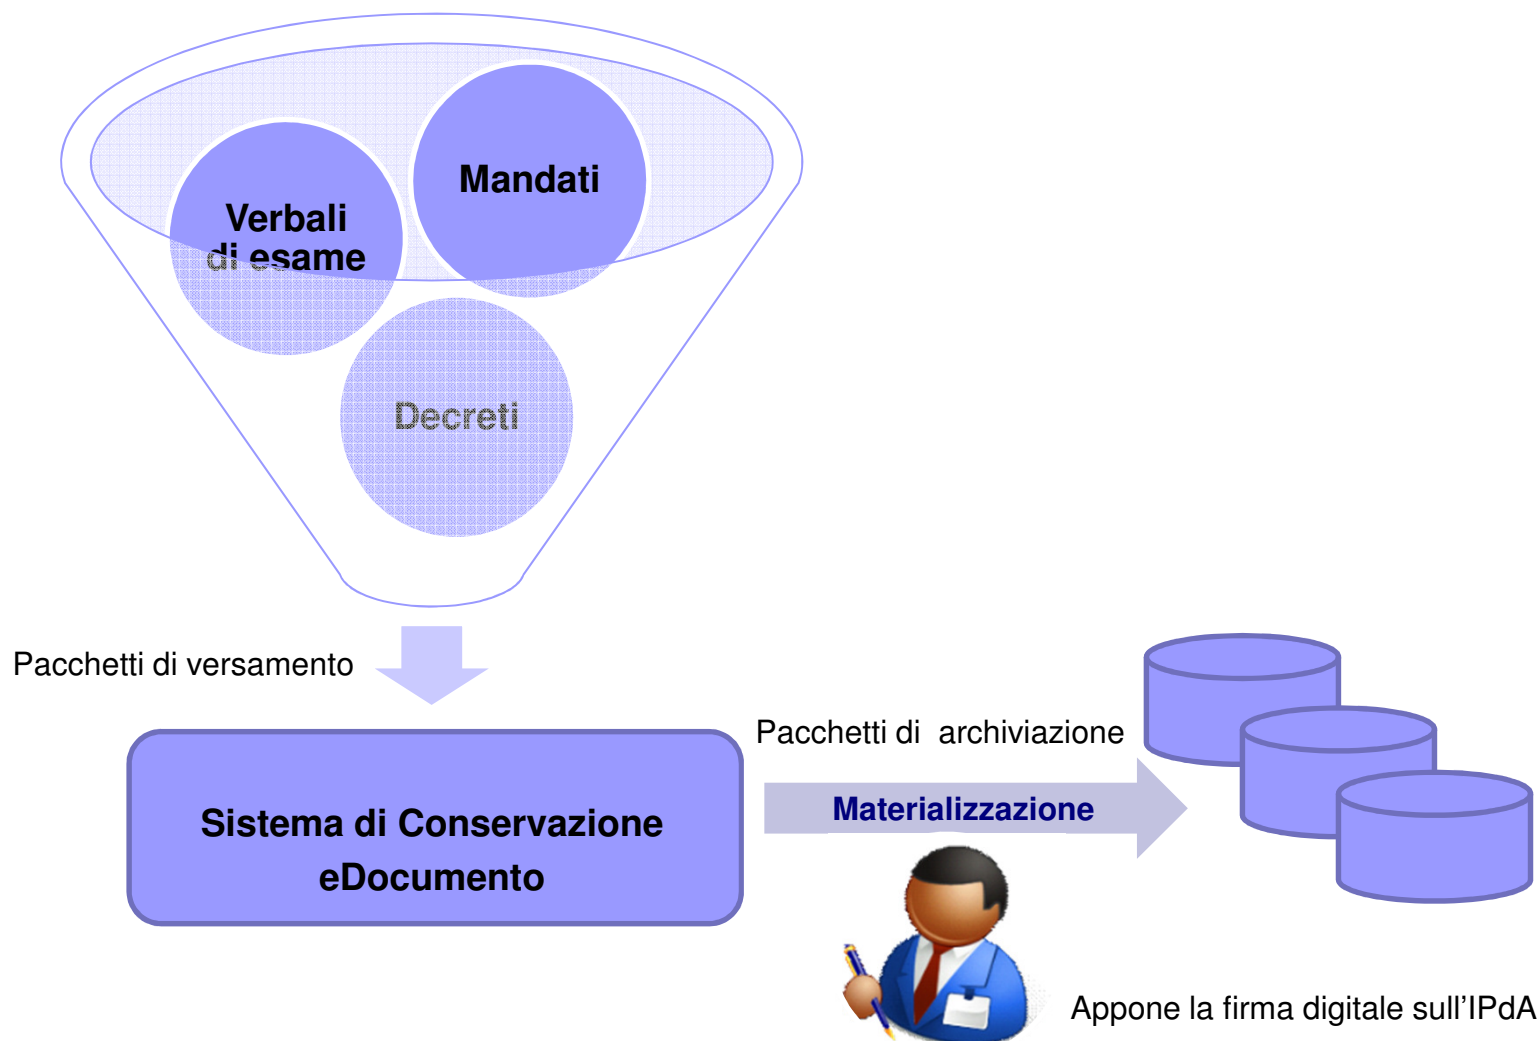 Mandati
Verbali
di esame
Decreti
Pacchetti di versamento
Pacchetti di archiviazione
Materializzazione
Sistema di Conservazione
eDocumento
Appone la firma digitale sull’IPdA